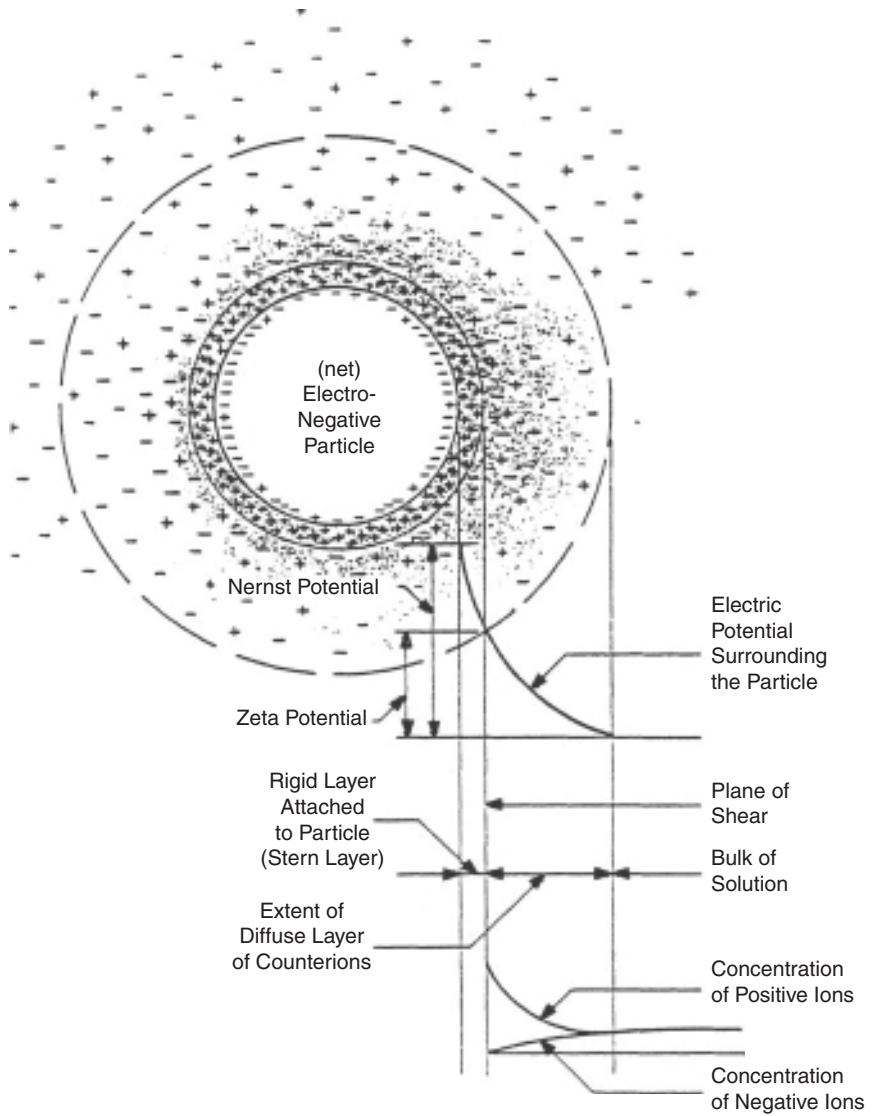 (net)
Electro-
Negative
Particle
Nernst Potential
Electric
Potential
Surrounding
the Particle
Zeta Potential
Rigid Layer
Attached
to Particle
(Stern Layer)
Plane of
Shear
Bulk of
Solution
Extent of
Diffuse Layer
of Counterions
Concentration
of Positive Ions
Concentration
of Negative Ions